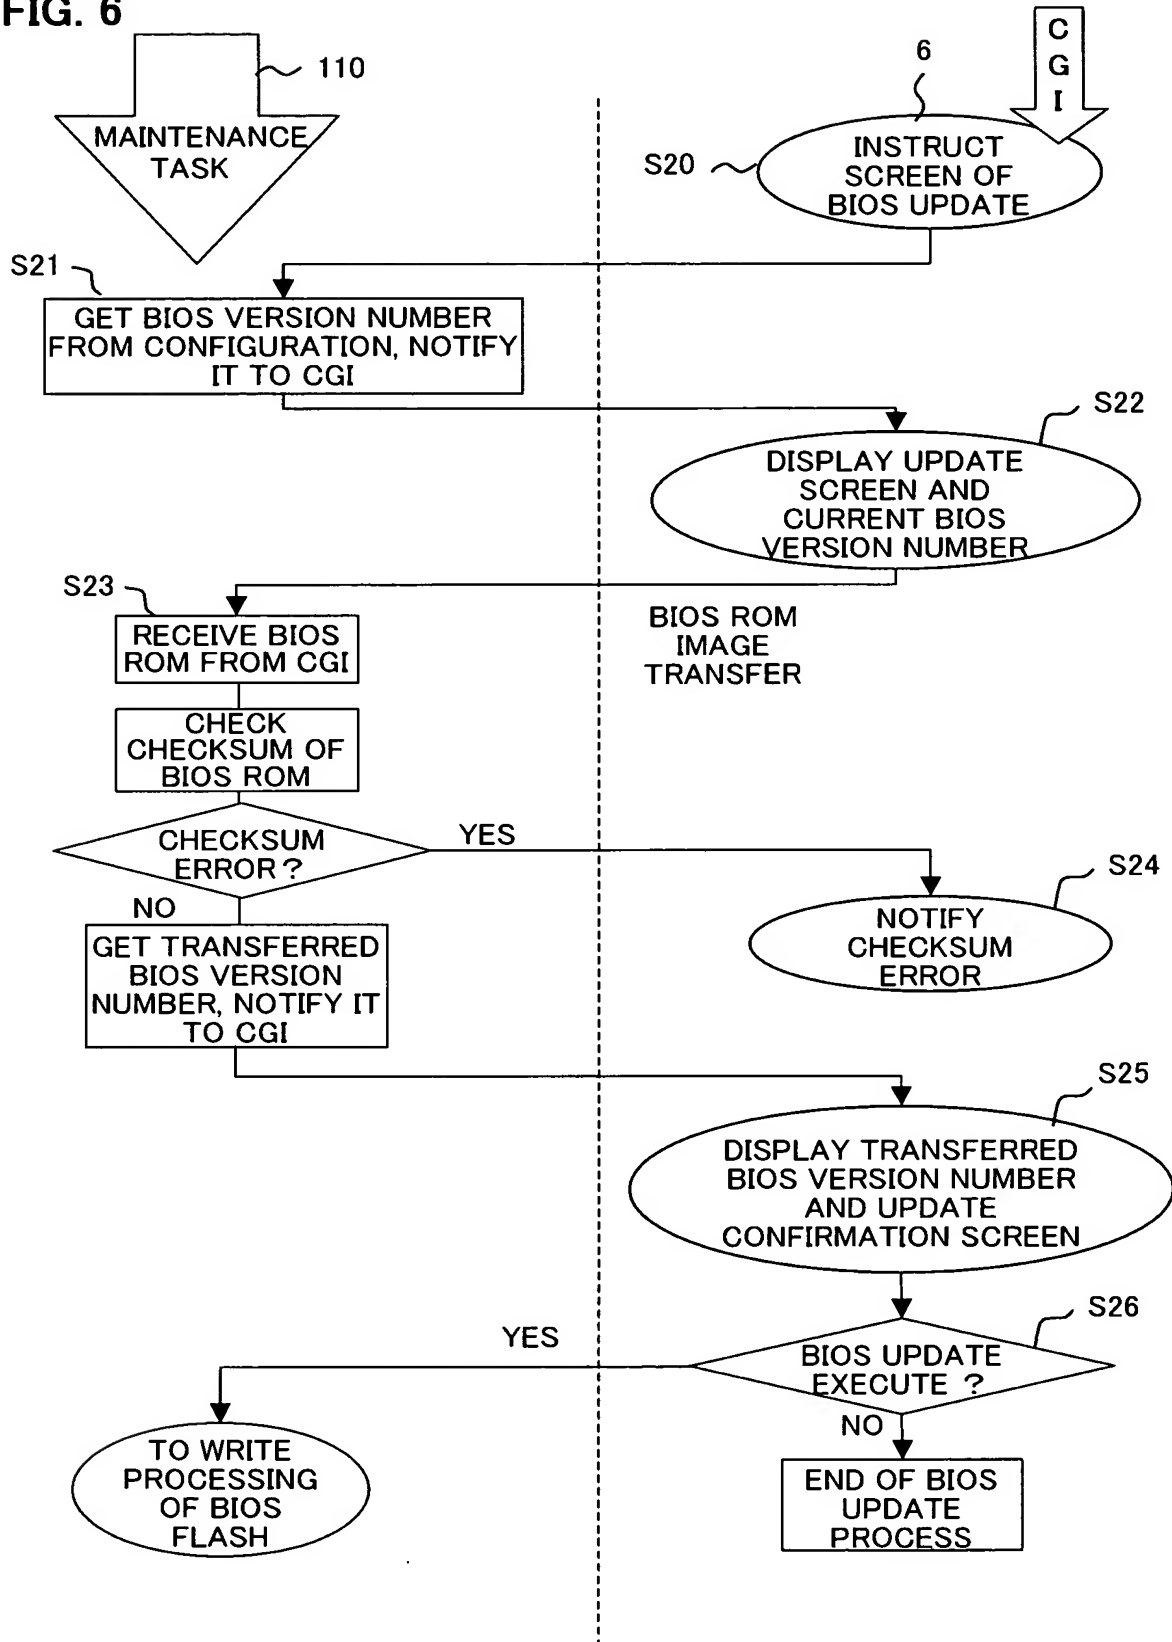 FIG. 6
110
MAINTENANCE
TASK
C
G
I
6
S20
INSTRUCT
SCREEN OF
BIOS UPDATE
S21
GET BIOS VERSION NUMBER
FROM CONFIGURATION, NOTIFY
IT TO CGI
S22
DISPLAY UPDATE
SCREEN AND
CURRENT BIOS
VERSION NUMBER
S23
RECEIVE BIOS
ROM FROM CGI
BIOS ROM
IMAGE
TRANSFER
CHECK
CHECKSUM OF
BIOS ROM
CHECKSUM
ERROR?
YES
S24
NOTIFY
CHECKSUM
ERROR
NO
GET TRANSFERRED
BIOS VERSION
NUMBER, NOTIFY IT
TO CGI
S25
DISPLAY TRANSFERRED
BIOS VERSION NUMBER
AND UPDATE
CONFIRMATION SCREEN
S26
BIOS UPDATE
EXECUTE ?
YES
NO
TO WRITE
PROCESSING
OF BIOS
FLASH
END OF BIOS
UPDATE
PROCESS